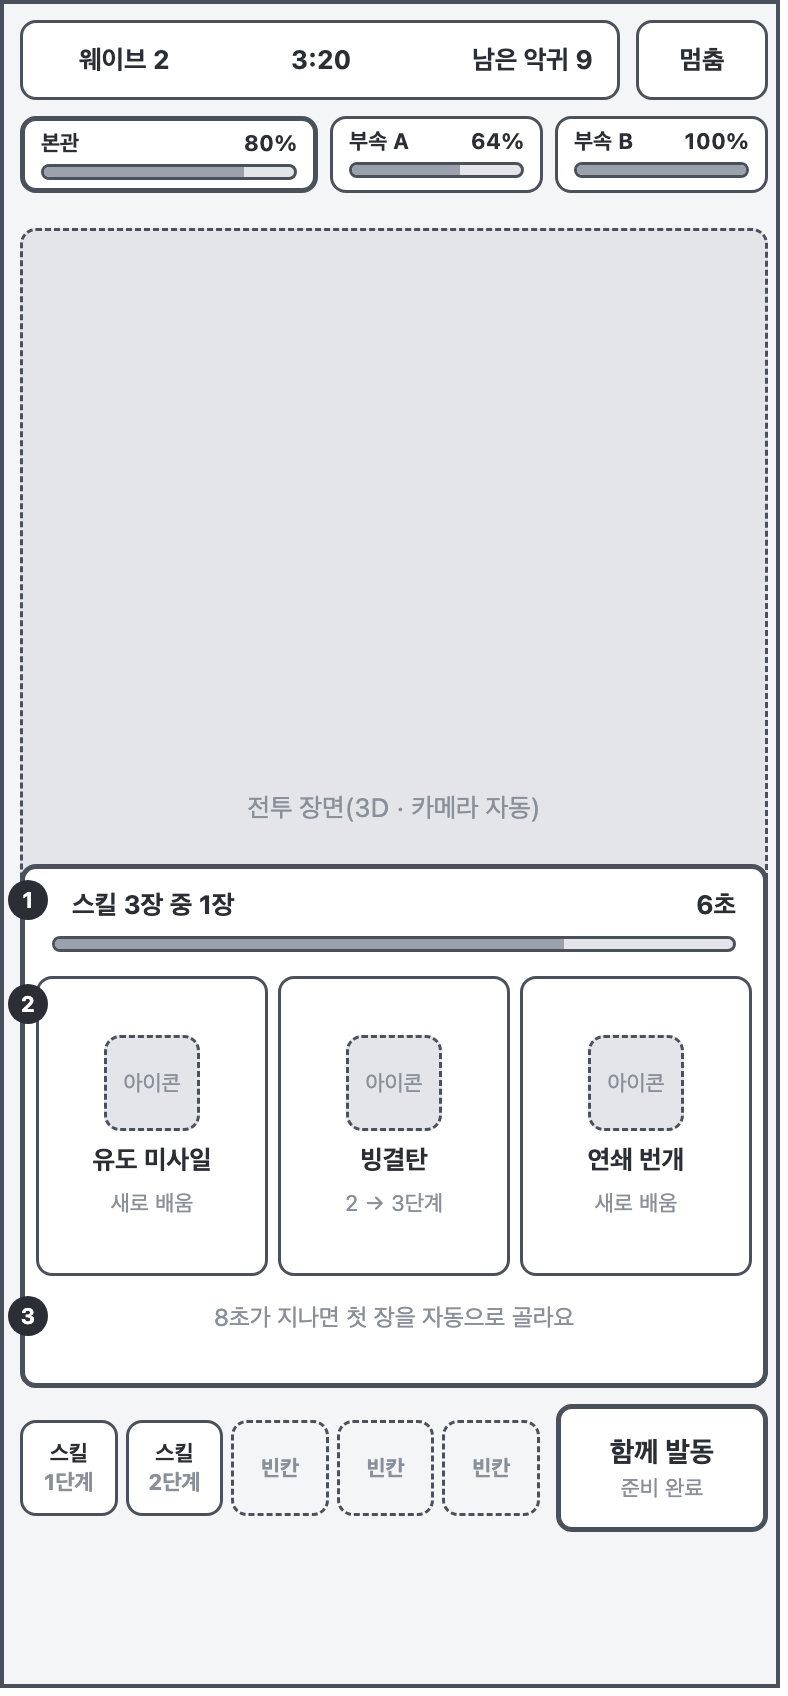 웨이브 2 3:20 남은 악귀 9 멈춤
본관 80% 부속 A 64% 부속 B 100%
전투 장면(3D · 카메라 자동)
1 스킬 3장 중 1장 6초
2
아이콘 아이콘 아이콘
유도 미사일 빙결탄 연쇄 번개
새로 배움 2 → 3단계 새로 배움
3 8초가 지나면 첫 장을 자동으로 골라요
스킬 스킬 빈칸 빈칸 빈칸 함께 발동
1단계 2단계 준비 완료